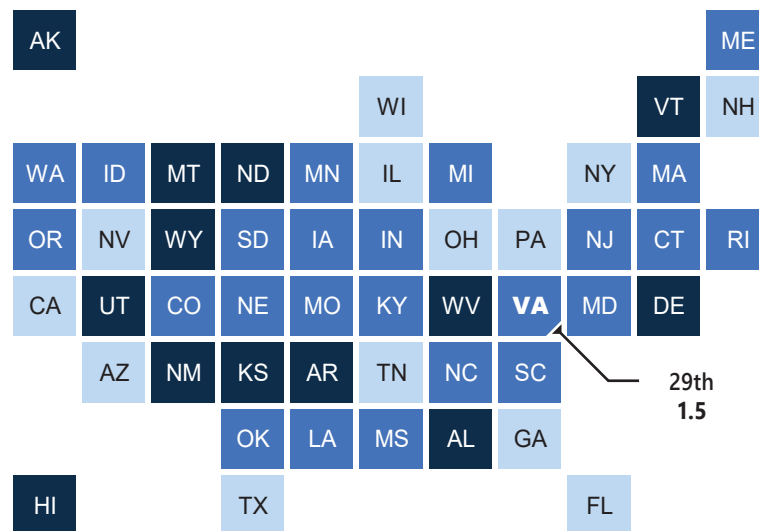 AK ME
WI VT NH
WA ID MT ND MN IL MI NY MA
OR NV WY SD IA IN OH PA NJ CT RI
CA UT CO NE MO KY WV VA MD DE
AZ NM KS AR TN NC SC
29th
1.5
OK LA MS AL GA
HI TX FL